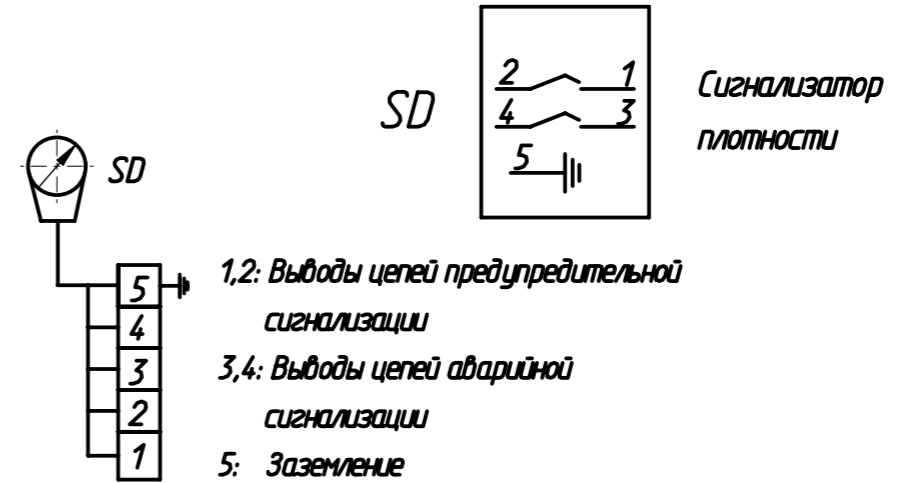 2 1
SD
4 3
5
Сигнализатор
плотности
SD
5
4
3
2
1
1,2: Выводы цепей предупредительной
сигнализации
3,4: Выводы цепей аварийной
сигнализации
5: Заземление